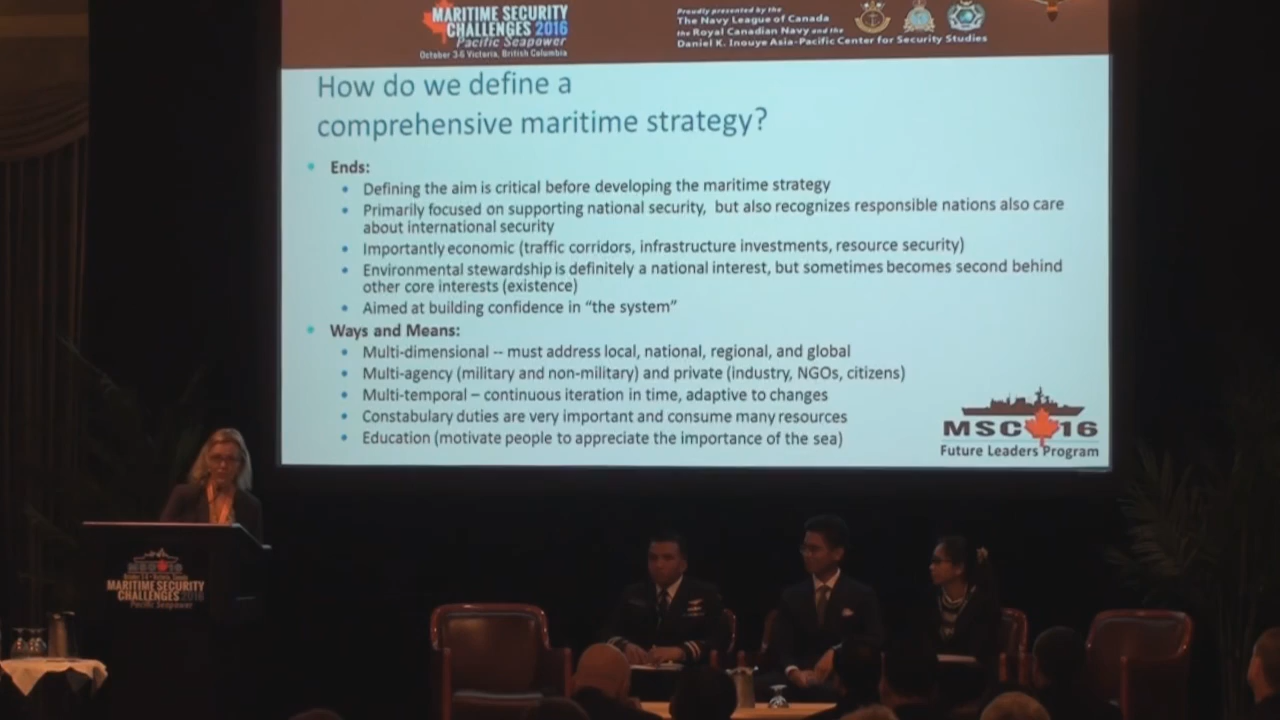 MARITIME SECURITY
CHALLENGES 2016
Pacific Seapower
October 3-6 Victoria, British Columbia
Proudly presented by the
The Navy League of Canada
the Royal Canadian Navy and the
Daniel K. Inouye Asia-Pacific Center for Security Studies
How do we define a
comprehensive maritime strategy?
Ends:
Defining the aim is critical before developing the maritime strategy
Primarily focused on supporting national security, but also recognizes responsible nations also care
about international security
Importantly economic (traffic corridors, infrastructure investments, resource security)
Environmental stewardship is definitely a national interest, but sometimes becomes second behind
other core interests (existence)
Aimed at building confidence in “the system”
Ways and Means:
Multi-dimensional -- must address local, national, regional, and global
Multi-agency (military and non-military) and private (industry, NGOs, citizens)
Multi-temporal – continuous iteration in time, adaptive to changes
Constabulary duties are very important and consume many resources
Education (motivate people to appreciate the importance of the sea)
MSC 16
Future Leaders Program
MSC 16
MARITIME SECURITY
CHALLENGES 2016
Pacific Seapower